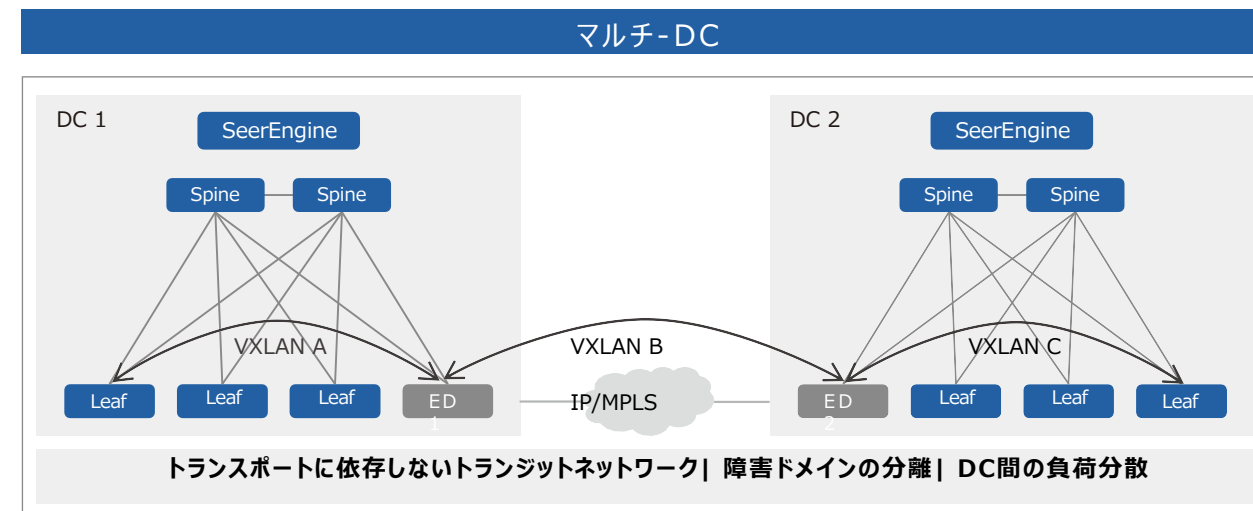 マルチ-DC
DC 1
SeerEngine
Spine
Spine
VXLAN A
Leaf
Leaf
Leaf
ED
1
VXLAN B
IP/MPLS
DC 2
SeerEngine
Spine
Spine
VXLAN C
ED
2
Leaf
Leaf
Leaf
トランスポートに依存しないトランジットネットワーク| 障害ドメインの分離| DC間の負荷分散